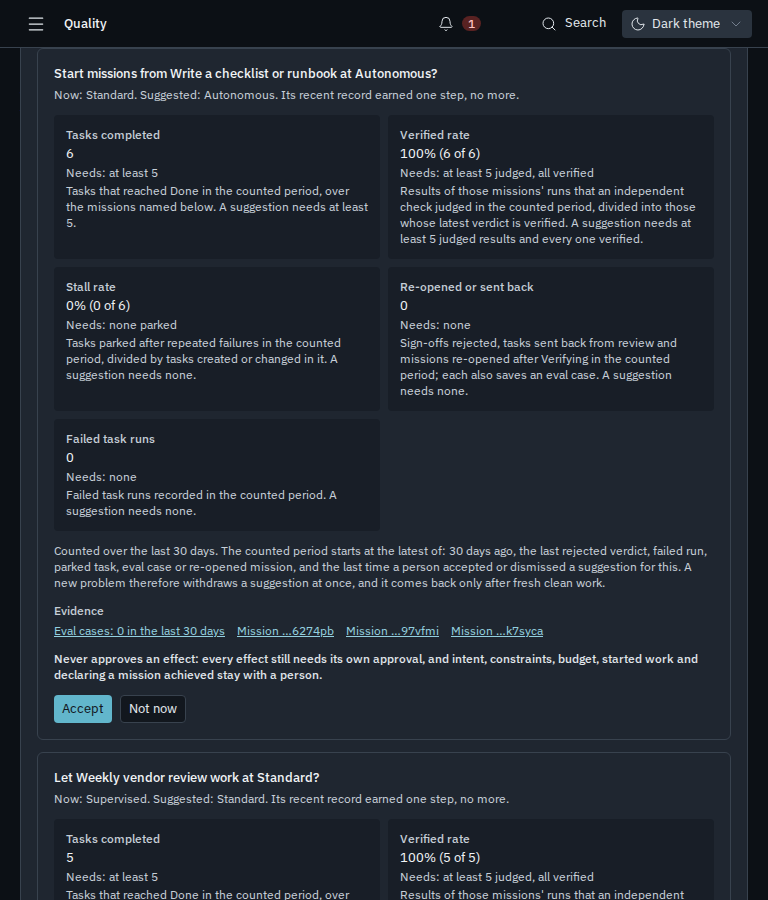 Quality
1
Search
Dark theme
Start missions from Write a checklist or runbook at Autonomous?
Now: Standard. Suggested: Autonomous. Its recent record earned one step, no more.
Tasks completed
6
Needs: at least 5
Tasks that reached Done in the counted period, over
the missions named below. A suggestion needs at least
5.
Verified rate
100% (6 of 6)
Needs: at least 5 judged, all verified
Results of those missions' runs that an independent
check judged in the counted period, divided into those
whose latest verdict is verified. A suggestion needs at
least 5 judged results and every one verified.
Stall rate
0% (0 of 6)
Needs: none parked
Tasks parked after repeated failures in the counted
period, divided by tasks created or changed in it. A
suggestion needs none.
Re-opened or sent back
0
Needs: none
Sign-offs rejected, tasks sent back from review and
missions re-opened after Verifying in the counted
period; each also saves an eval case. A suggestion
needs none.
Failed task runs
0
Needs: none
Failed task runs recorded in the counted period. A
suggestion needs none.
Counted over the last 30 days. The counted period starts at the latest of: 30 days ago, the last rejected verdict, failed run,
parked task, eval case or re-opened mission, and the last time a person accepted or dismissed a suggestion for this. A
new problem therefore withdraws a suggestion at once, and it comes back only after fresh clean work.
Evidence
Eval cases: 0 in the last 30 days Mission …6274pb Mission …97vfmi Mission …k7syca
Never approves an effect: every effect still needs its own approval, and intent, constraints, budget, started work and
declaring a mission achieved stay with a person.
Accept
Not now
Let Weekly vendor review work at Standard?
Now: Supervised. Suggested: Standard. Its recent record earned one step, no more.
Tasks completed
5
Needs: at least 5
Tasks that reached Done in the counted period, over
Verified rate
100% (5 of 5)
Needs: at least 5 judged, all verified
Results of those missions' runs that an independent